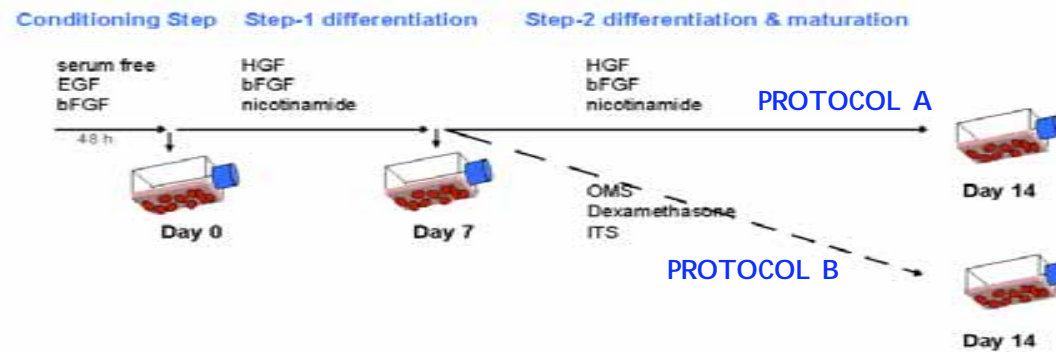 Conditioning Step Step-1 differentiation Step-2 differentiation & maturation
serum free
EGF
bFGF
48 h
HGF
bFGF
nicotinamide
HGF
bFGF
nicotinamide
PROTOCOL A
Day 0
Day 7
Day 14
OMS
Dexamethasone
ITS
PROTOCOL B
Day 14